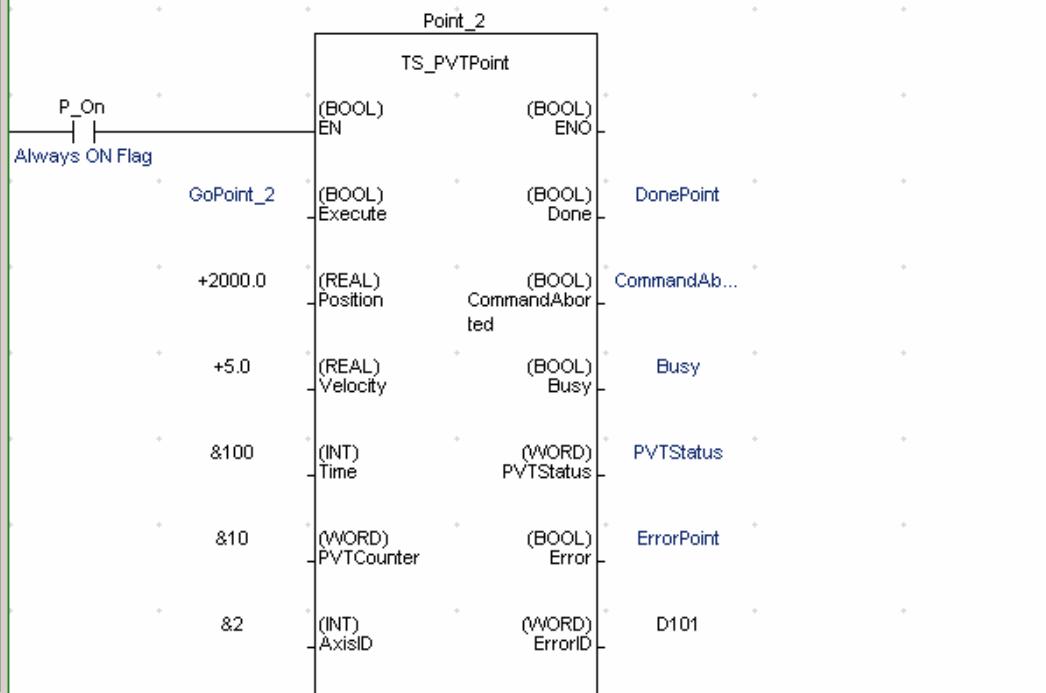 Point_2
TS_PVTPoint
P_On
(BOOL) (BOOL)
EN ENO
Always ON Flag
GoPoint_2 (BOOL) (BOOL) DonePoint
Execute Done
+2000.0 (REAL) (BOOL) CommandAb...
Position CommandAbor
ted
+5.0 (REAL) (BOOL) Busy
Velocity Busy
&100 (INT) (WORD) PVTStatus
Time PVTStatus
&10 (WORD) (BOOL) ErrorPoint
PVTCounter Error
&2 (INT) (WORD) D101
AxisID ErrorID